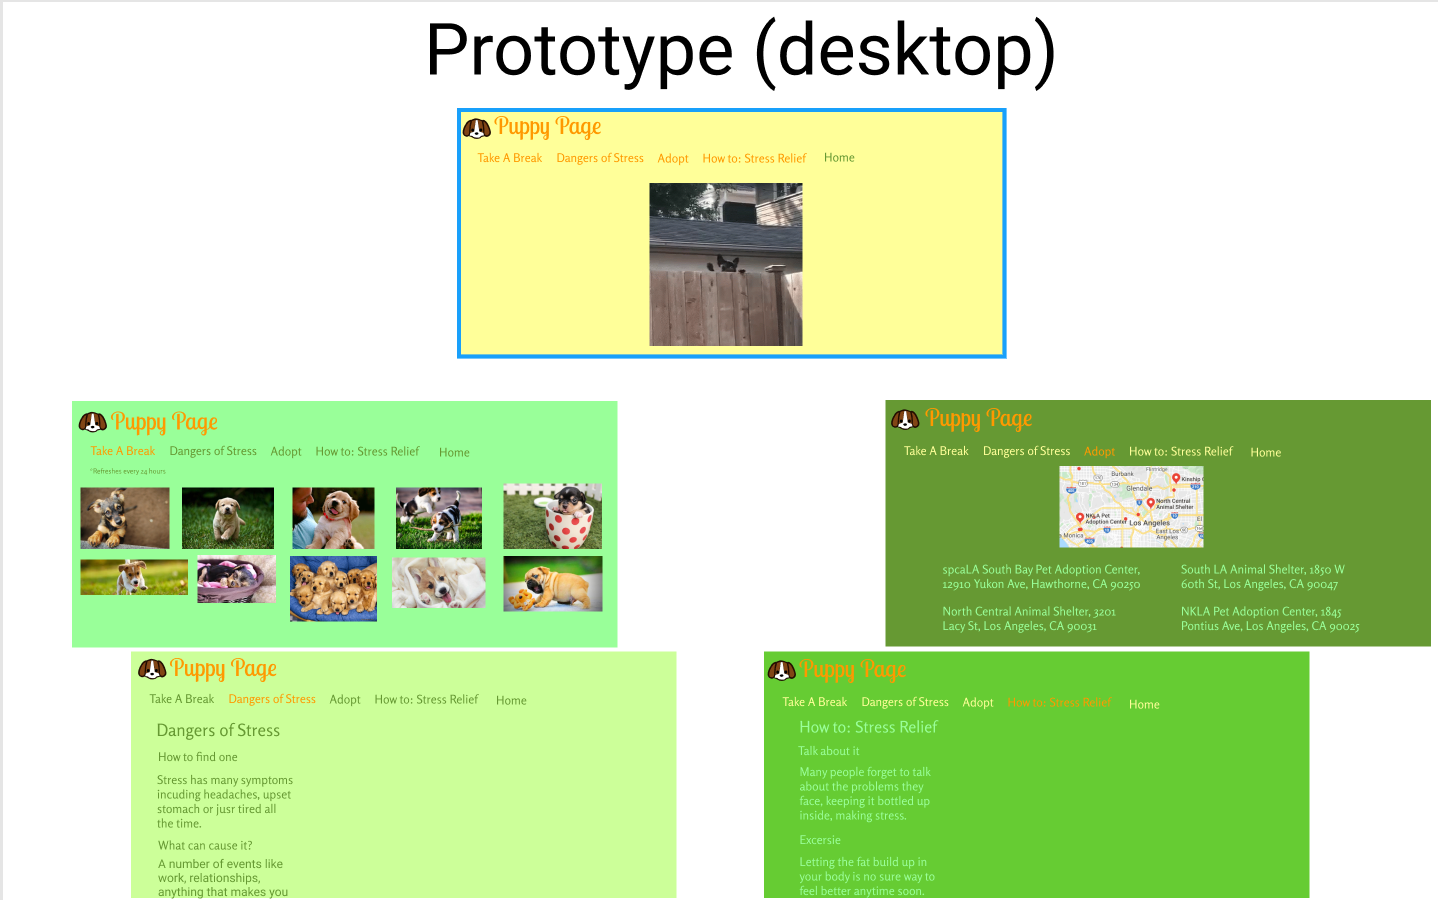 Prototype (desktop)
Puppy Page
Take A Break Dangers of Stress Adopt How to: Stress Relief Home
Puppy Page
Take A Break Dangers of Stress Adopt How to: Stress Relief Home
*Refreshes every 24 hours
Puppy Page
Take A Break Dangers of Stress Adopt How to: Stress Relief Home
Burbank
Glendale
Kinship
North Central
Animal Shelter
NKLA Pet
Adoption Center
Los Angeles
East Los
Angeles
Monica
spcaLA South Bay Pet Adoption Center,
12910 Yukon Ave, Hawthorne, CA 90250
South LA Animal Shelter, 1850 W
60th St, Los Angeles, CA 90047
North Central Animal Shelter, 3201
Lacy St, Los Angeles, CA 90031
NKLA Pet Adoption Center, 1845
Pontius Ave, Los Angeles, CA 90025
Puppy Page
Take A Break Dangers of Stress Adopt How to: Stress Relief Home
Dangers of Stress
How to find one
Stress has many symptoms
incuding headaches, upset
stomach or jusr tired all
the time.
What can cause it?
A number of events like
work, relationships,
anything that makes you
Puppy Page
Take A Break Dangers of Stress Adopt How to: Stress Relief Home
How to: Stress Relief
Talk about it
Many people forget to talk
about the problems they
face, keeping it bottled up
inside, making stress.
Excersie
Letting the fat build up in
your body is no sure way to
feel better anytime soon.